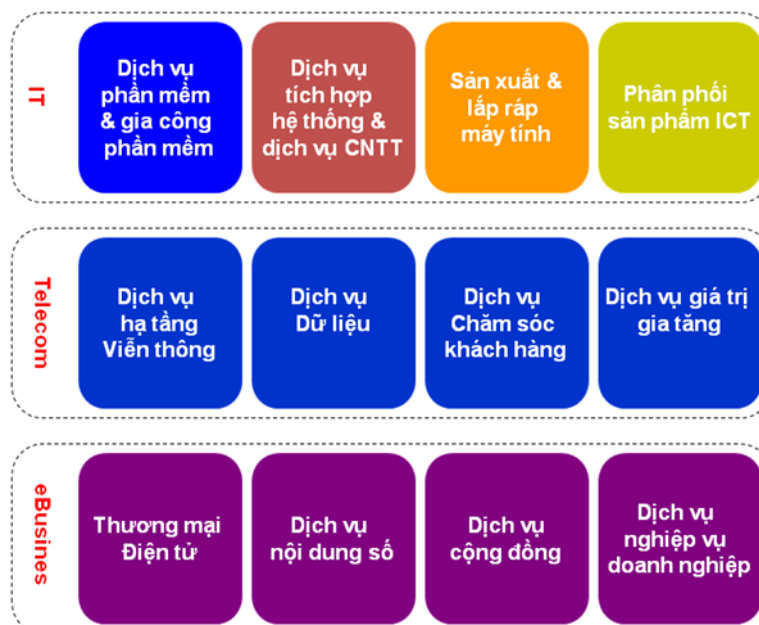 IT
Dịch vụ
phần mềm
& gia công
phần mềm
Dịch vụ
tích hợp
hệ thống &
dịch vụ CNTT
Sản xuất &
lắp ráp
máy tính
Phân phối
sản phẩm ICT
Telecom
Dịch vụ
hạ tầng
Viễn thông
Dịch vụ
Dữ liệu
Dịch vụ
Chăm sóc
khách hàng
Dịch vụ giá trị
gia tăng
eBusines
Thương mại
Điện tử
Dịch vụ
nội dung số
Dịch vụ
cộng đồng
Dịch vụ
nghiệp vụ
doanh nghiệp